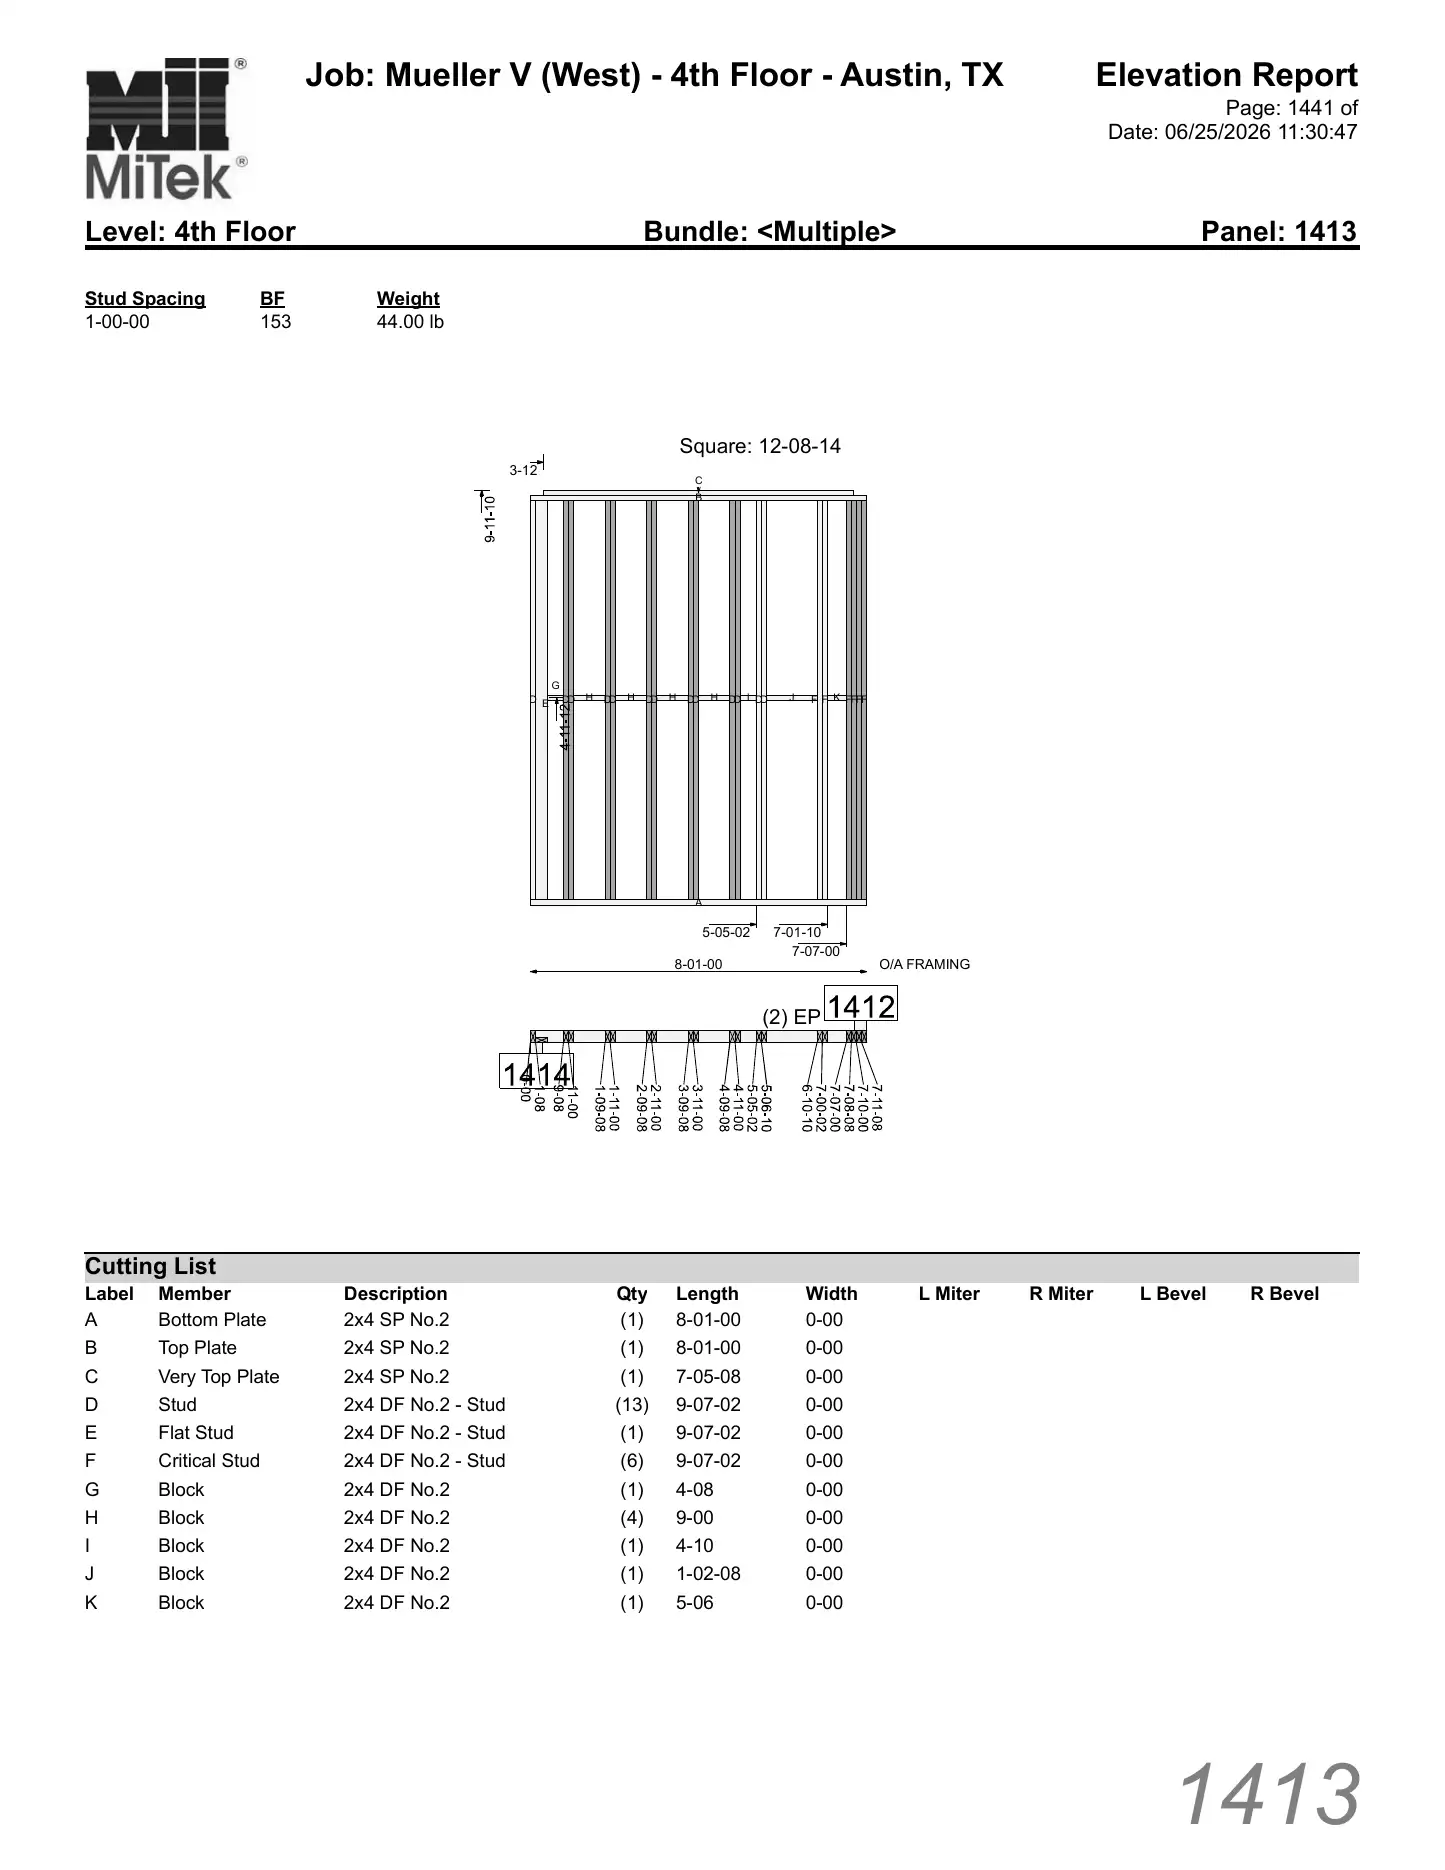 Job: Mueller V (West) - 4th Floor - Austin, TX
Elevation Report
Page: 1441 of
Date: 06/25/2026 11:30:47
MiTek®
Level: 4th Floor Bundle: <Multiple> Panel: 1413
Stud Spacing BF Weight
1-00-00 153 44.00 lb
Square: 12-08-14
3-12
C
B
9-11-10
G
H H H H I J F F K
E
4-11-12
A
5-05-02 7-01-10
7-07-00
8-01-00 O/A FRAMING
(2) EP 1412
1414
1-08 9-08 11-00 1-09-08 1-11-00 2-09-08 2-11-00 3-09-08 3-11-00 4-09-08 4-11-00 5-05-02 5-06-10 6-10-10 7-00-02 7-07-00 7-08-08 7-10-00 7-11-08
Cutting List
Label Member Description Qty Length Width L Miter R Miter L Bevel R Bevel
A Bottom Plate 2x4 SP No.2 (1) 8-01-00 0-00
B Top Plate 2x4 SP No.2 (1) 8-01-00 0-00
C Very Top Plate 2x4 SP No.2 (1) 7-05-08 0-00
D Stud 2x4 DF No.2 - Stud (13) 9-07-02 0-00
E Flat Stud 2x4 DF No.2 - Stud (1) 9-07-02 0-00
F Critical Stud 2x4 DF No.2 - Stud (6) 9-07-02 0-00
G Block 2x4 DF No.2 (1) 4-08 0-00
H Block 2x4 DF No.2 (4) 9-00 0-00
I Block 2x4 DF No.2 (1) 4-10 0-00
J Block 2x4 DF No.2 (1) 1-02-08 0-00
K Block 2x4 DF No.2 (1) 5-06 0-00
1413